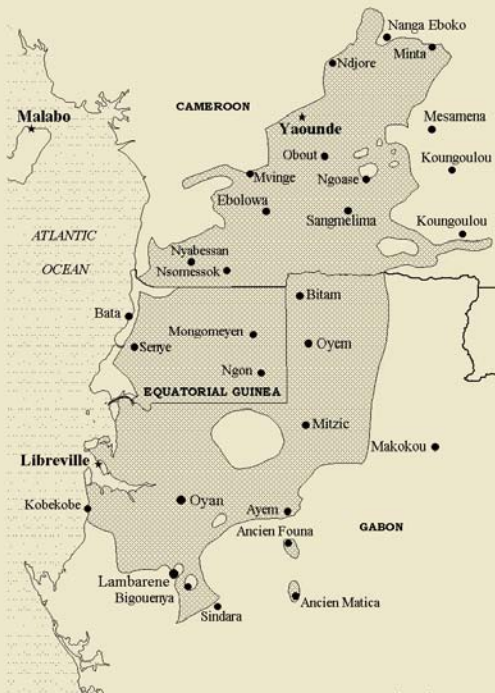 Nanga Eboko
Minta
Ndjore
CAMEROON
Malabo
Yaounde
Mesamena
Obout
Koungoulou
Mvinge
Ngoase
Ebolowa
Sangmelima
Koungoulou
ATLANTIC
OCEAN
Nyabessan
Nsomessok
Bitam
Bata
Mongomeyen
Senye
Oyem
Ngon
EQUATORIAL GUINEA
Mitzic
Makokou
Libreville
Kobekobe
Oyan
Ayem
GABON
Ancien Founa
Lambarene
Bigouenya
Ancien Matica
Sindara